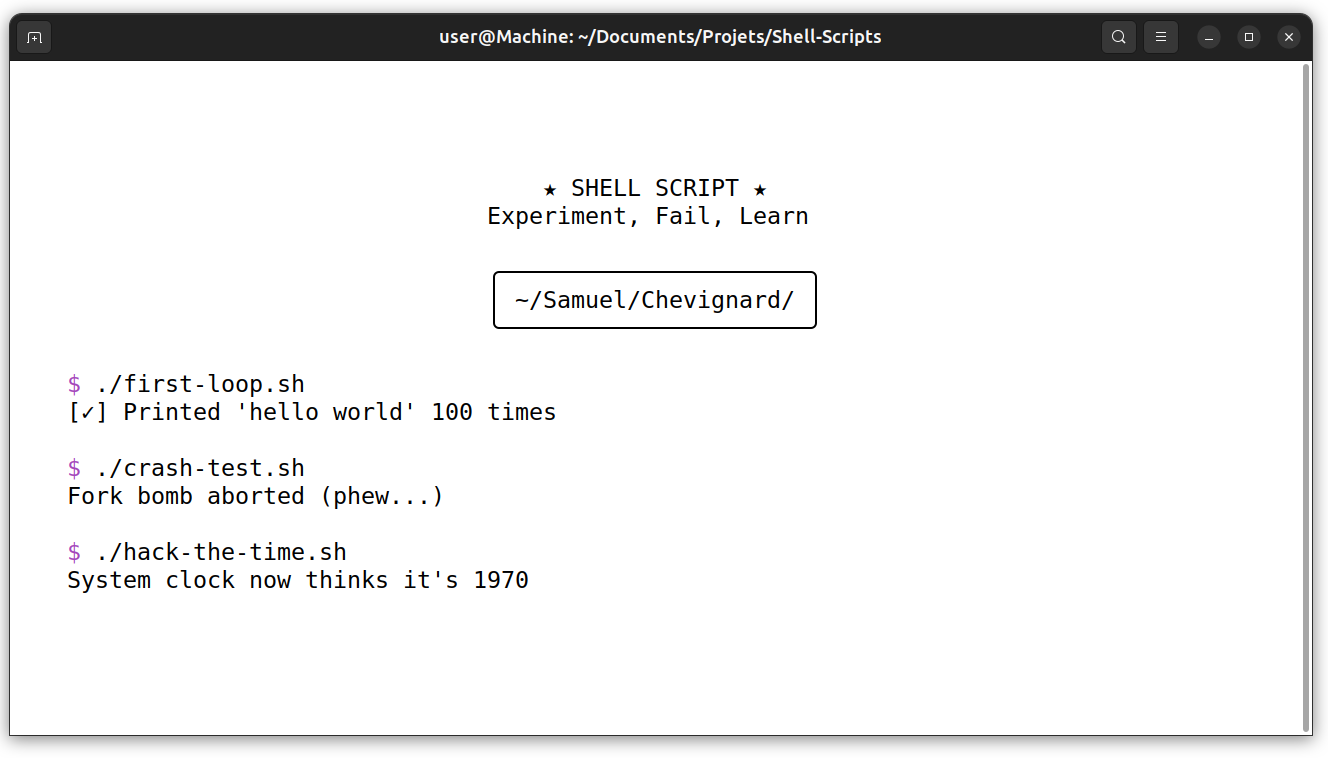 user@Machine: ~/Documents/Projets/Shell-Scripts
★ SHELL SCRIPT ★
Experiment, Fail, Learn
~/Samuel/Chevignard/
$ ./first-loop.sh
[✓] Printed 'hello world' 100 times
$ ./crash-test.sh
Fork bomb aborted (phew...)
$ ./hack-the-time.sh
System clock now thinks it's 1970